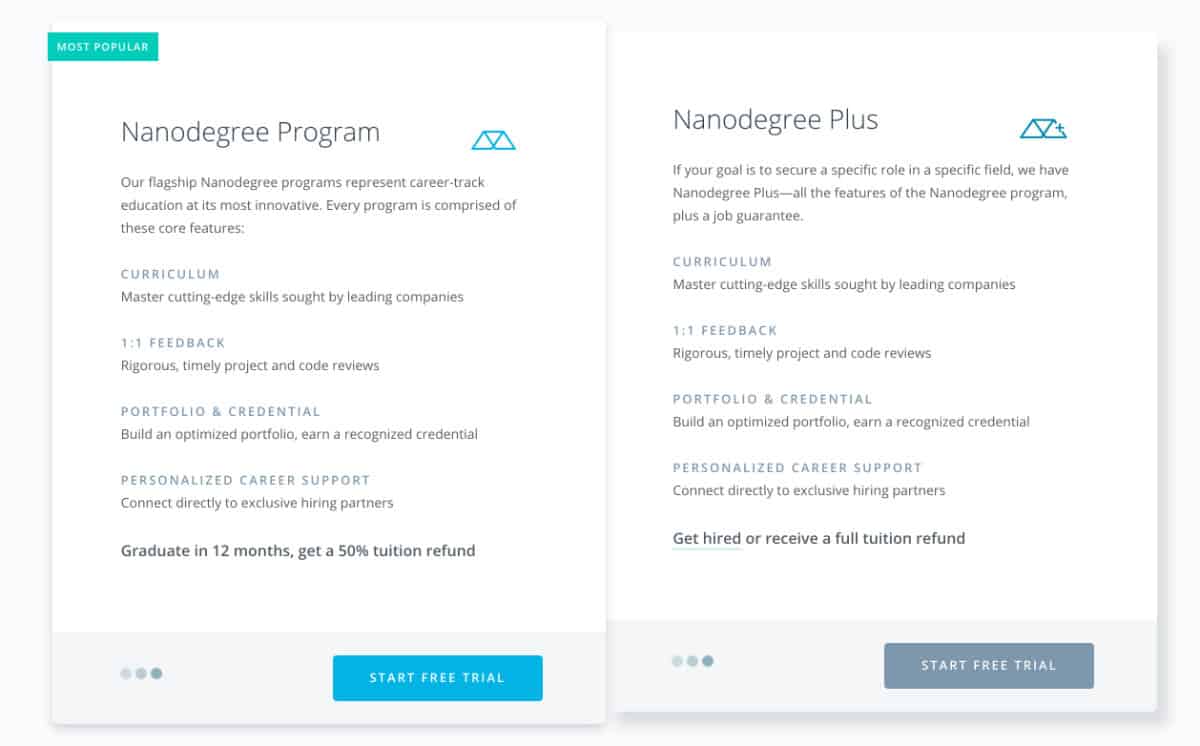 MOST POPULAR
Nanodegree Program
Our flagship Nanodegree programs represent career-track
education at its most innovative. Every program is comprised of
these core features:
CURRICULUM
Master cutting-edge skills sought by leading companies
1:1 FEEDBACK
Rigorous, timely project and code reviews
PORTFOLIO & CREDENTIAL
Build an optimized portfolio, earn a recognized credential
PERSONALIZED CAREER SUPPORT
Connect directly to exclusive hiring partners
Graduate in 12 months, get a 50% tuition refund
START FREE TRIAL
Nanodegree Plus
If your goal is to secure a specific role in a specific field, we have
Nanodegree Plus—all the features of the Nanodegree program,
plus a job guarantee.
CURRICULUM
Master cutting-edge skills sought by leading companies
1:1 FEEDBACK
Rigorous, timely project and code reviews
PORTFOLIO & CREDENTIAL
Build an optimized portfolio, earn a recognized credential
PERSONALIZED CAREER SUPPORT
Connect directly to exclusive hiring partners
Get hired or receive a full tuition refund
START FREE TRIAL